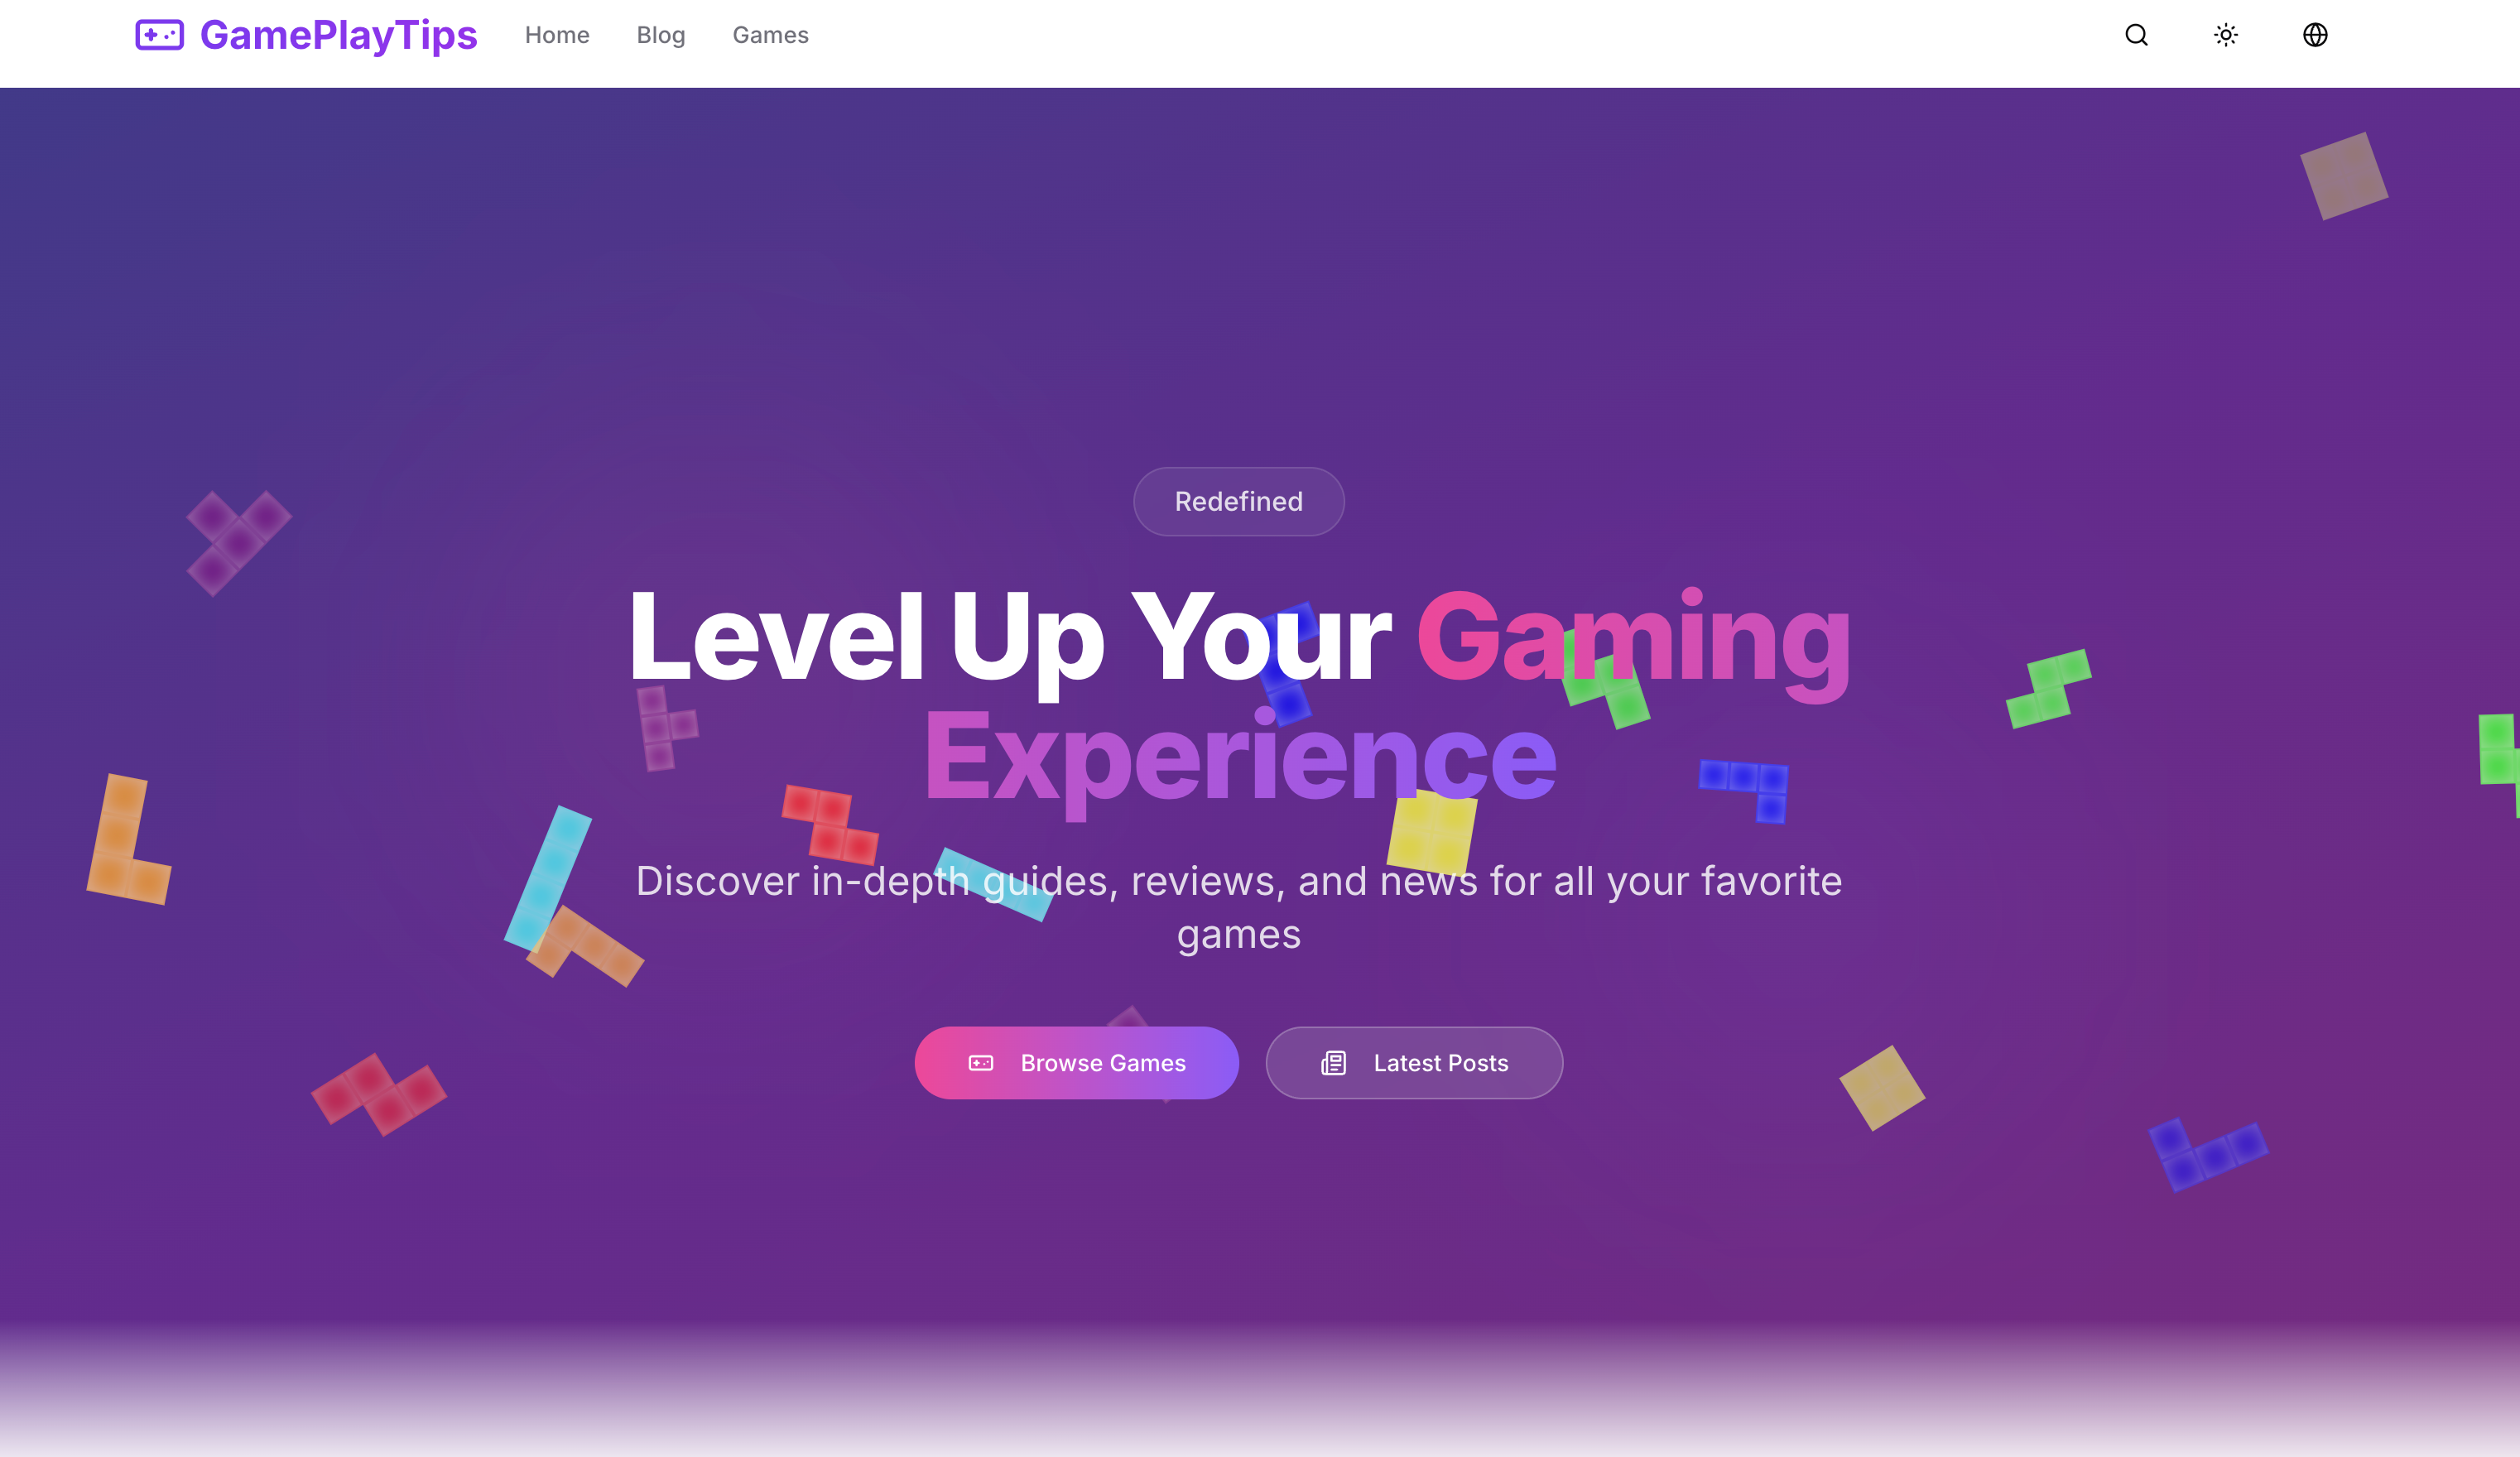 GamePlayTips Home Blog Games
Redefined
Level Up Your Gaming
Experience
Discover in-depth guides, reviews, and news for all your favorite
games
Browse Games Latest Posts